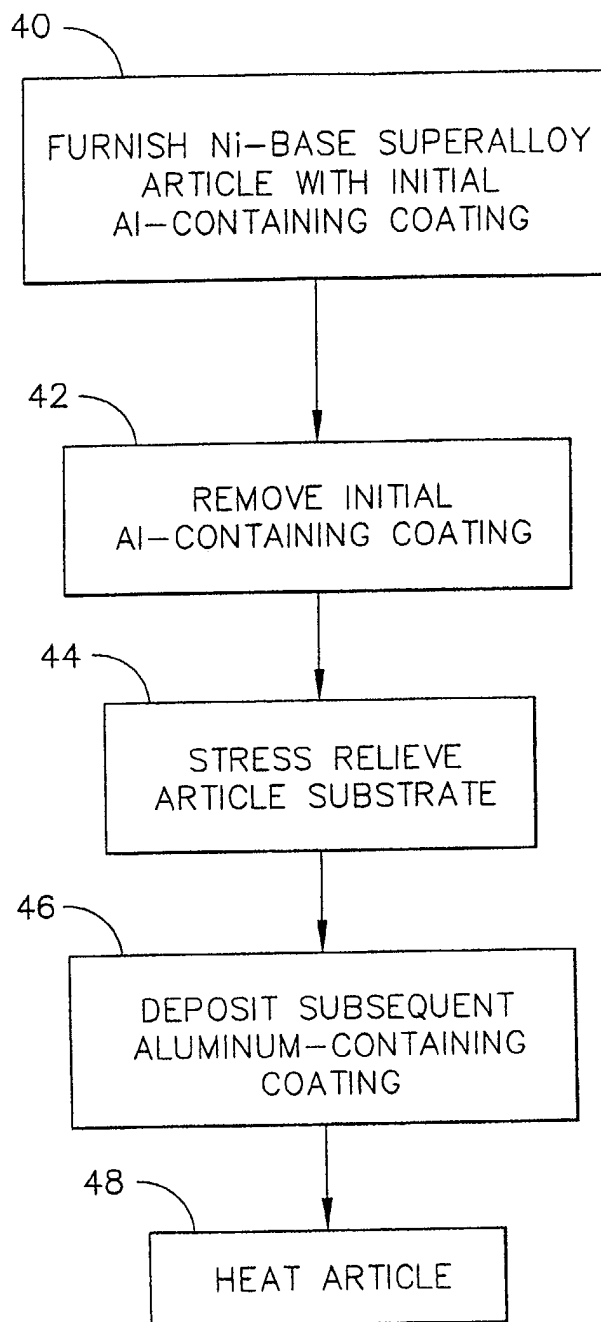 40
FURNISH Ni-BASE SUPERALLOY
ARTICLE WITH INITIAL
Al-CONTAINING COATING
42
REMOVE INITIAL
Al-CONTAINING COATING
44
STRESS RELIEVE
ARTICLE SUBSTRATE
46
DEPOSIT SUBSEQUENT
ALUMINUM-CONTAINING
COATING
48
HEAT ARTICLE